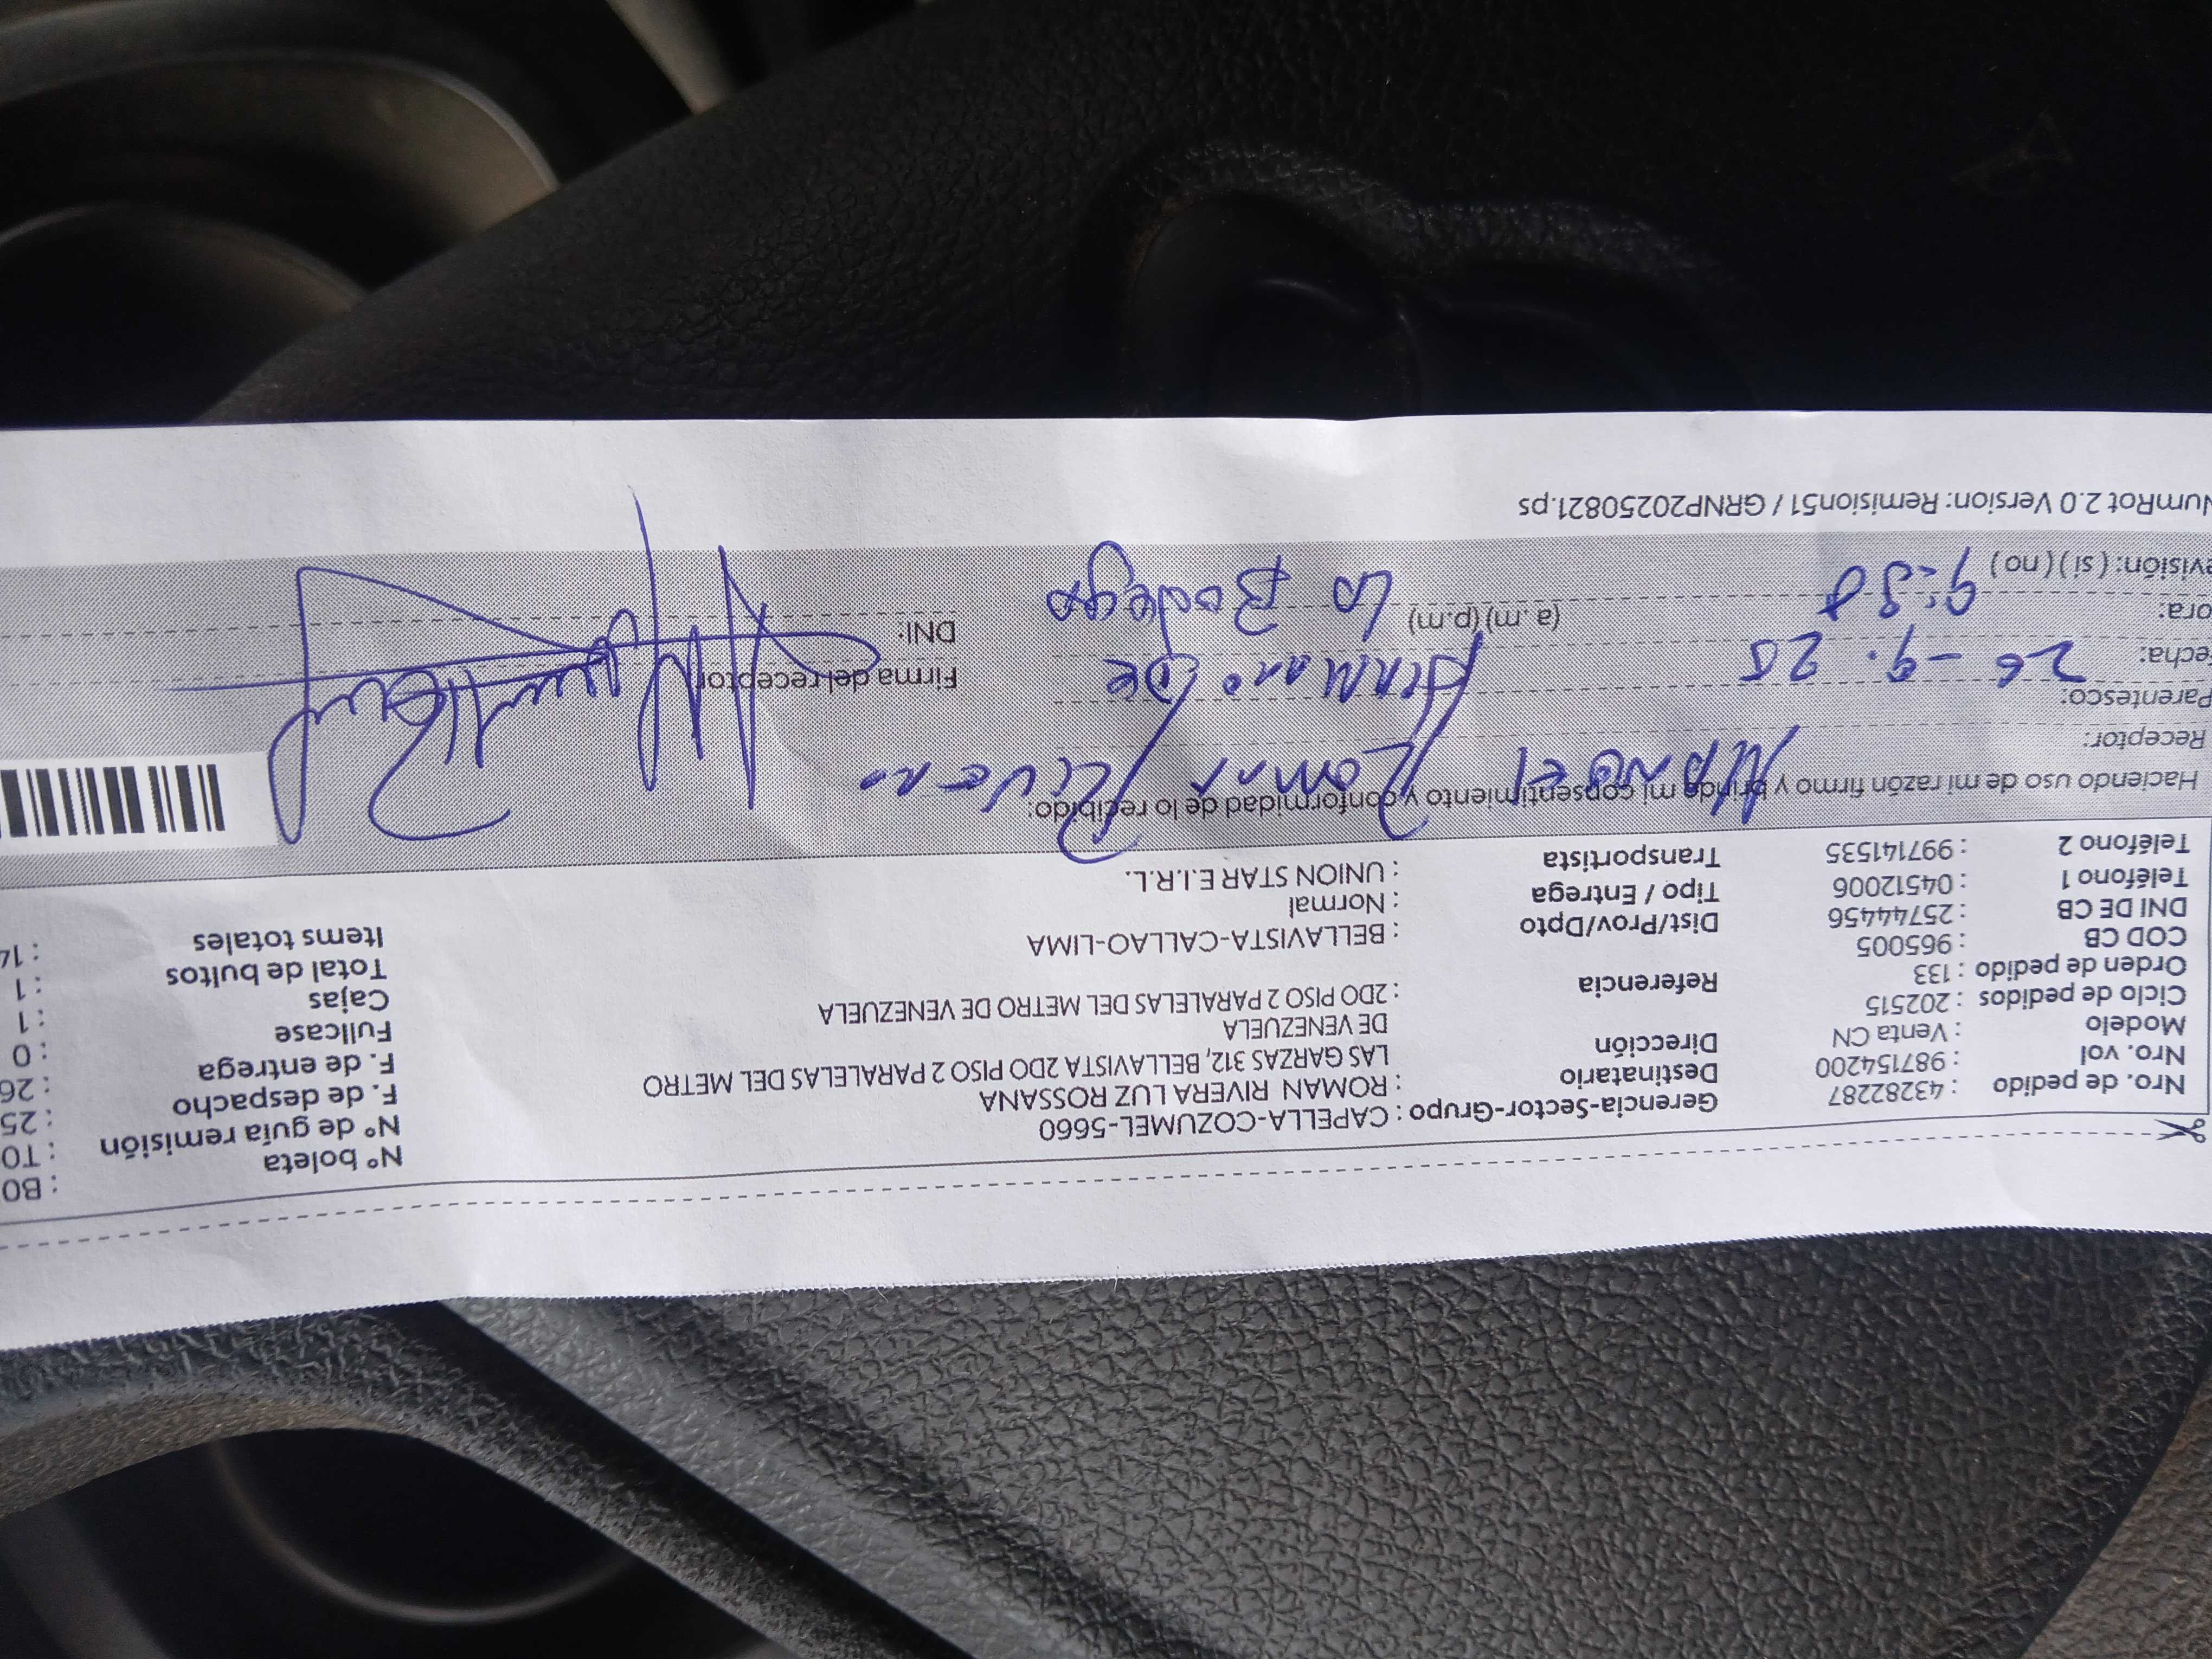 Nro. de pedido : 43282287
Nro. vol : 987154200
Modelo : Venta CN
Ciclo de pedidos : 202515
Orden de pedido : 133
COD CB : 965005
DNI DE CB : 25744456
Teléfono 1 : 04512006
Teléfono 2 : 997141535
Gerencia-Sector-Grupo : CAPELLA-COZUMEL-5660
Destinatario : ROMAN RIVERA LUZ ROSSANA
Dirección LAS GARZAS 312, BELLAVISTA 2DO PISO 2 PARALELAS DEL METRO
DE VENEZUELA
Referencia : 2DO PISO 2 PARALELAS DEL METRO DE VENEZUELA
Dist/Prov/Dpto : BELLAVISTA-CALLAO-LIMA
Tipo / Entrega : Normal
Transportista : UNION STAR E.I.R.L.
Nº boleta : B0
Nº de guía remisión : T0
F. de despacho : 25
F. de entrega : 26
Fullcase : 0
Cajas : 1
Total de bultos : 1
Items totales : 14
Haciendo uso de mi razón firmo y brindo mi consentimiento y conformidad de lo recibido:
Receptor: Roman Rivera
Parentesco: Hermano DE
echa: 26-9.25
La Bodega
ora: 9:30 (a.m) (p.m)
evisión: ( si ) ( no )
Firma del receptor
DNI:
NumRot 2.0 Version: Remision51 / GRNP20250821.ps